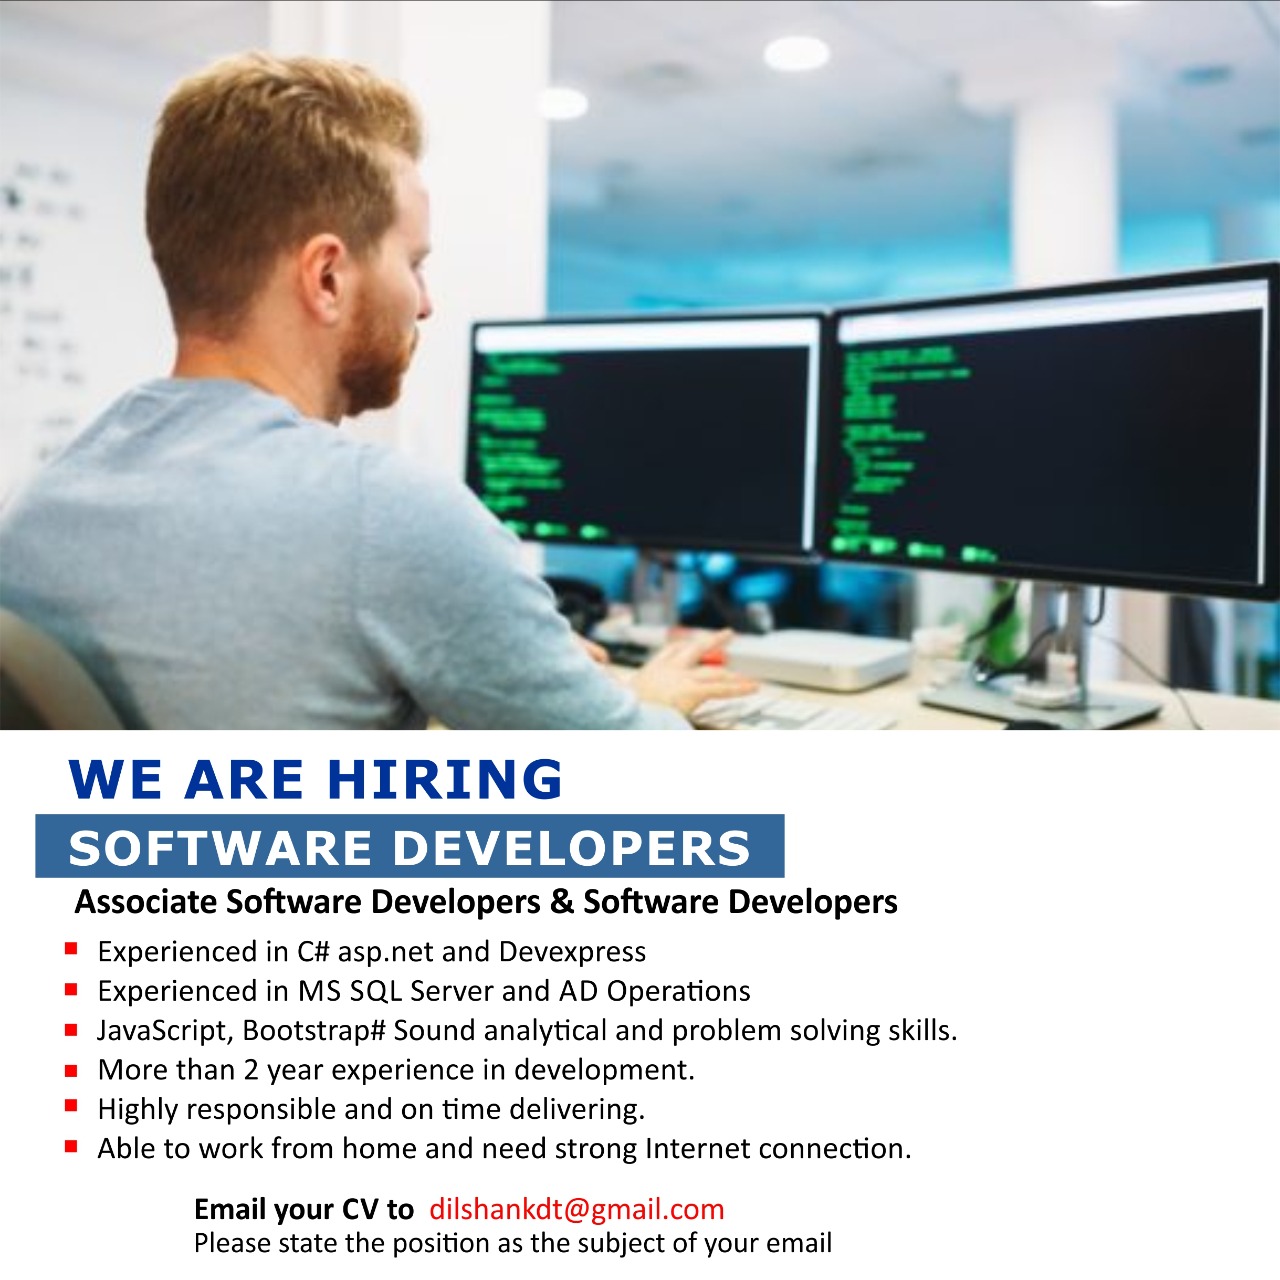 WE ARE HIRING
SOFTWARE DEVELOPERS
Associate Software Developers & Software Developers
Experienced in C# asp.net and Devexpress
Experienced in MS SQL Server and AD Operations
JavaScript, Bootstrap# Sound analytical and problem solving skills.
More than 2 year experience in development.
Highly responsible and on time delivering.
Able to work from home and need strong Internet connection.
Email your CV to dilshankdt@gmail.com
Please state the position as the subject of your email